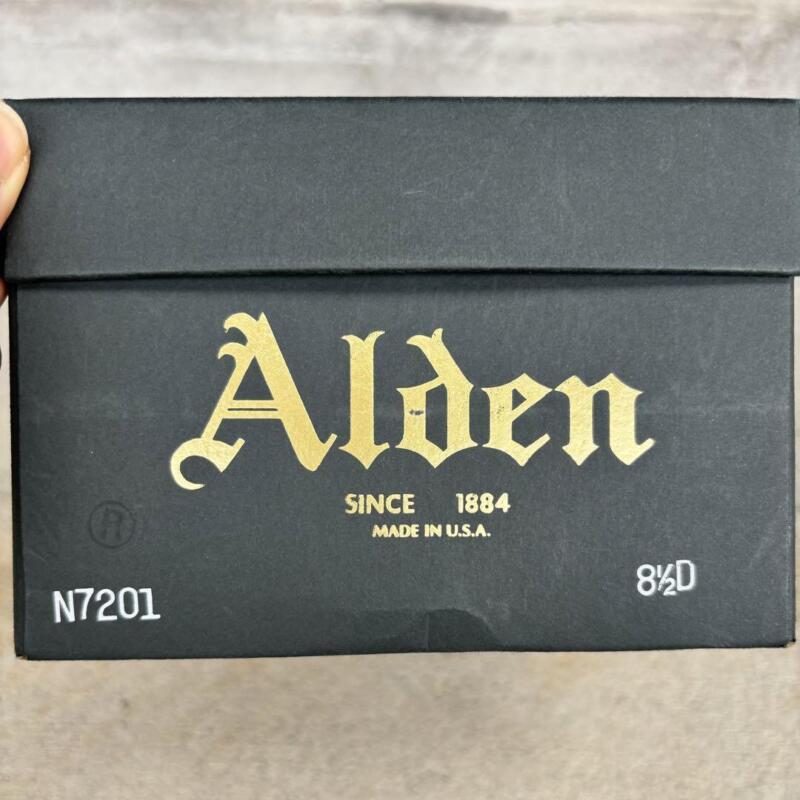 Alden
SINCE 1884
MADE IN U.S.A.
R
N7201
8½D